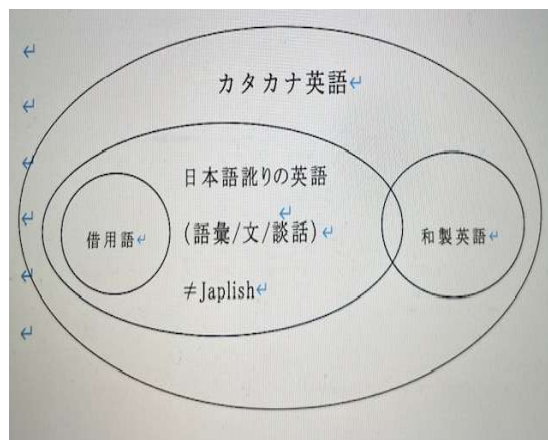 カタカナ英語
日本語訛りの英語
(語彙/文/談話)
≠Japlish
借用語
和製英語